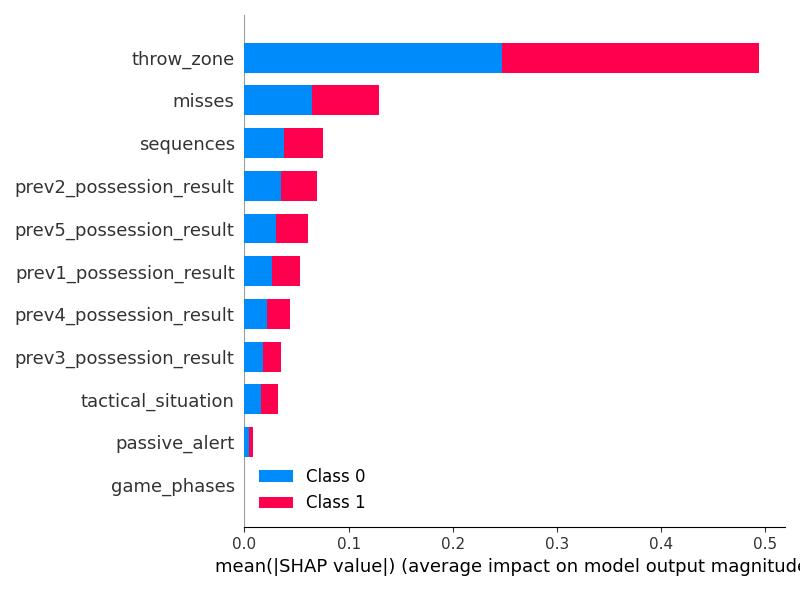 throw_zone
misses
sequences
prev2_possession_result
prev5_possession_result
prev1_possession_result
prev4_possession_result
prev3_possession_result
tactical_situation
passive_alert
game_phases
Class 0
Class 1
0.0 0.1 0.2 0.3 0.4 0.5
mean(|SHAP value|) (average impact on model output magnitude